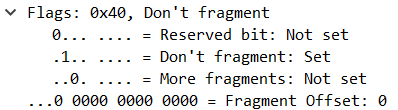 Flags: 0x40, Don't fragment
0... .... = Reserved bit: Not set
.1.. .... = Don't fragment: Set
..0. .... = More fragments: Not set
...0 0000 0000 0000 = Fragment Offset: 0